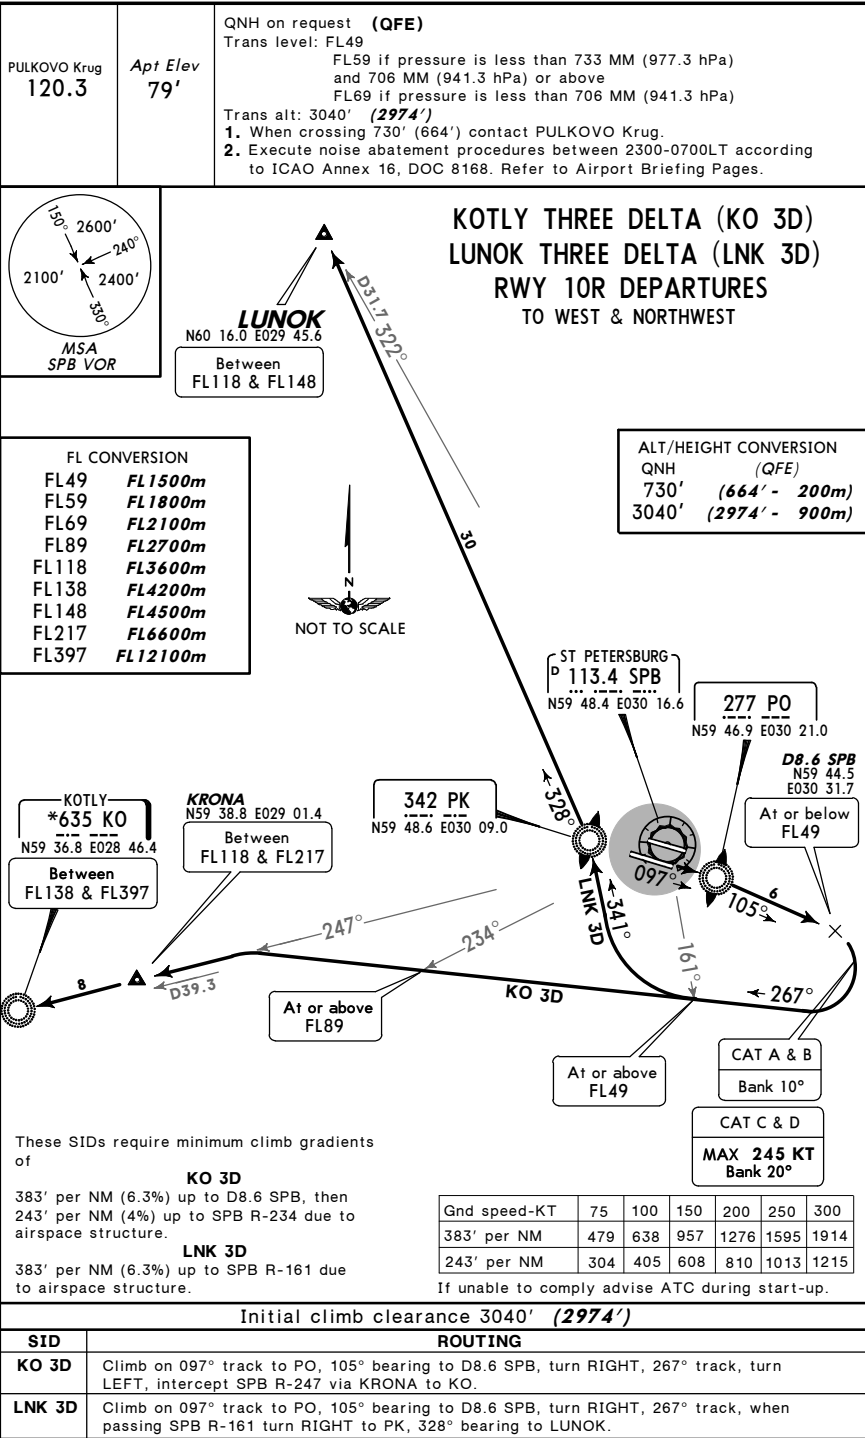 PULKOVO Krug
120.3
Apt Elev
79'
QNH on request (QFE)
Trans level: FL49
FL59 if pressure is less than 733 MM (977.3 hPa)
and 706 MM (941.3 hPa) or above
FL69 if pressure is less than 706 MM (941.3 hPa)
Trans alt: 3040' (2974')
1. When crossing 730' (664') contact PULKOVO Krug.
2. Execute noise abatement procedures between 2300-0700LT according
to ICAO Annex 16, DOC 8168. Refer to Airport Briefing Pages.
150°
2600'
240°
2100'
2400'
330°
MSA
SPB VOR
KOTLY THREE DELTA (KO 3D)
LUNOK THREE DELTA (LNK 3D)
RWY 10R DEPARTURES
TO WEST & NORTHWEST
LUNOK
N60 16.0 E029 45.6
Between
FL118 & FL148
D31.7
322°
FL CONVERSION
FL49 FL1500m
FL59 FL1800m
FL69 FL2100m
FL89 FL2700m
FL118 FL3600m
FL138 FL4200m
FL148 FL4500m
FL217 FL6600m
FL397 FL12100m
ALT/HEIGHT CONVERSION
QNH (QFE)
730' (664' - 200m)
3040' (2974' - 900m)
30
N
NOT TO SCALE
ST PETERSBURG
D 113.4 SPB
N59 48.4 E030 16.6
277 PO
N59 46.9 E030 21.0
D8.6 SPB
N59 44.5
E030 31.7
At or below
FL49
KOTLY
*635 KO
N59 36.8 E028 46.4
Between
FL138 & FL397
KRONA
N59 38.8 E029 01.4
Between
FL118 & FL217
342 PK
N59 48.6 E030 09.0
328°
097°
105°
6
LNK 3D
341°
161°
247°
234°
D39.3
8
KO 3D
267°
At or above
FL89
At or above
FL49
CAT A & B
Bank 10°
CAT C & D
MAX 245 KT
Bank 20°
These SIDs require minimum climb gradients
of
KO 3D
383' per NM (6.3%) up to D8.6 SPB, then
243' per NM (4%) up to SPB R-234 due to
airspace structure.
LNK 3D
383' per NM (6.3%) up to SPB R-161 due
to airspace structure.
Gnd speed-KT 75 100 150 200 250 300
383' per NM 479 638 957 1276 1595 1914
243' per NM 304 405 608 810 1013 1215
If unable to comply advise ATC during start-up.
Initial climb clearance 3040' (2974')
SID ROUTING
KO 3D Climb on 097° track to PO, 105° bearing to D8.6 SPB, turn RIGHT, 267° track, turn
LEFT, intercept SPB R-247 via KRONA to KO.
LNK 3D Climb on 097° track to PO, 105° bearing to D8.6 SPB, turn RIGHT, 267° track, when
passing SPB R-161 turn RIGHT to PK, 328° bearing to LUNOK.